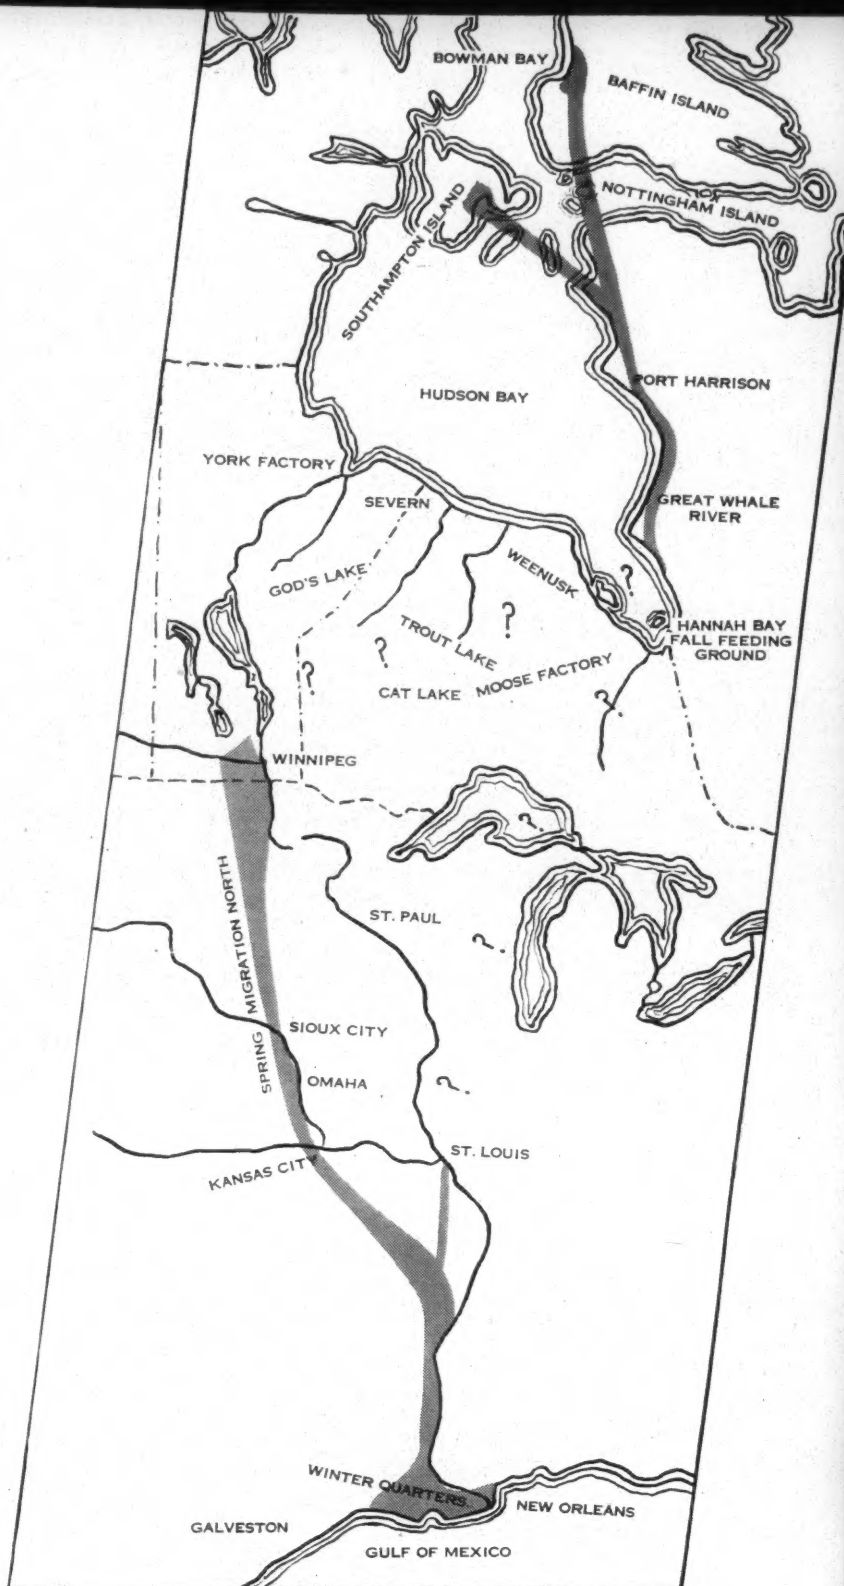 BOWMAN BAY
BAFFIN ISLAND
NOTTINGHAM ISLAND
SOUTHAMPTON ISLAND
HUDSON BAY
PORT HARRISON
YORK FACTORY
SEVERN
GREAT WHALE
RIVER
GOD'S LAKE
WEENUSK
?
?
TROUT LAKE
?
?
HANNAH BAY
FALL FEEDING
GROUND
CAT LAKE
MOOSE FACTORY
?
WINNIPEG
?
SPRING MIGRATION NORTH
ST. PAUL
?
SIOUX CITY
OMAHA
?
KANSAS CITY
ST. LOUIS
WINTER QUARTERS
NEW ORLEANS
GALVESTON
GULF OF MEXICO